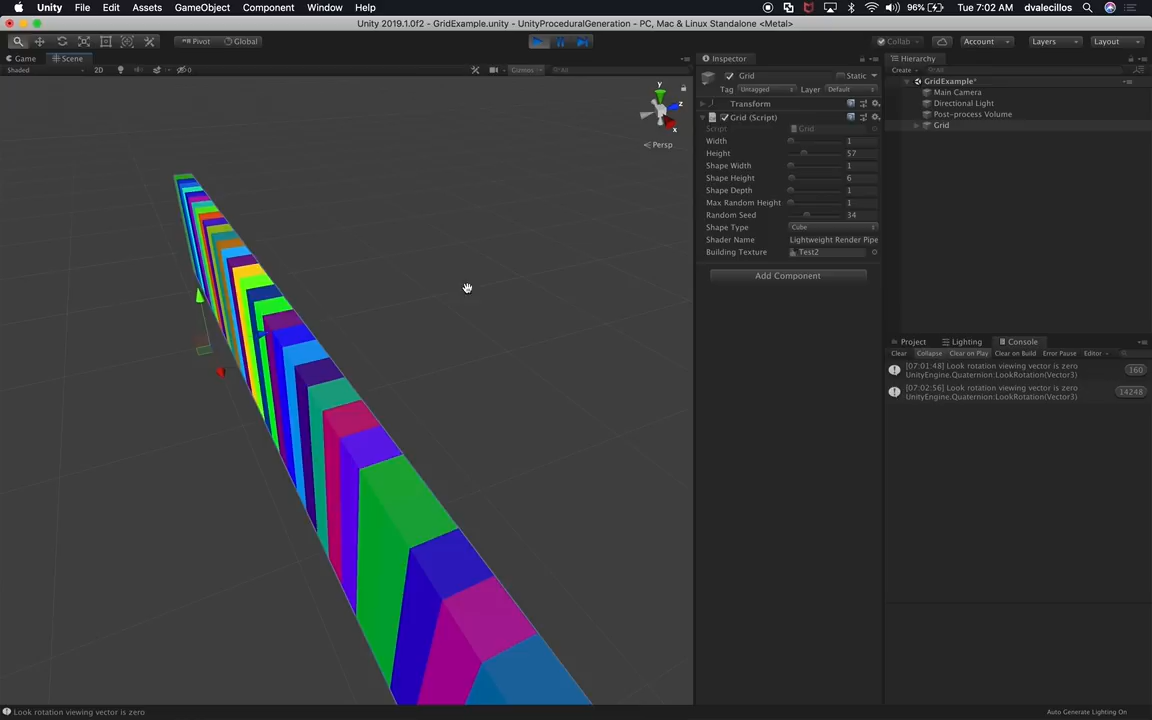 Unity File Edit Assets GameObject Component Window Help 96% Tue 7:02 AM dvalecillos
Unity 2019.1.0f2 - GridExample.unity - UnityProceduralGeneration - PC, Mac & Linux Standalone <Metal>
Pivot Global Collab Account Layers Layout
Game Scene
Shaded 2D 0 Gizmos All
y
z
x
Persp
Inspector
Grid Static
Tag Untagged Layer Default
Transform
Grid (Script)
Script Grid
Width 1
Height 57
Shape Width 1
Shape Height 6
Shape Depth 1
Max Random Height 1
Random Seed 34
Shape Type Cube
Shader Name Lightweight Render Pipe
Building Texture Test2
Add Component
Hierarchy
Create All
GridExample*
Main Camera
Directional Light
Post-process Volume
Grid
Project Lighting Console
Clear Collapse Clear on Play Clear on Build Error Pause Editor
[07:01:48] Look rotation viewing vector is zero
UnityEngine.Quaternion:LookRotation(Vector3)
160
[07:02:56] Look rotation viewing vector is zero
UnityEngine.Quaternion:LookRotation(Vector3)
14248
Look rotation viewing vector is zero
Auto Generate Lighting On